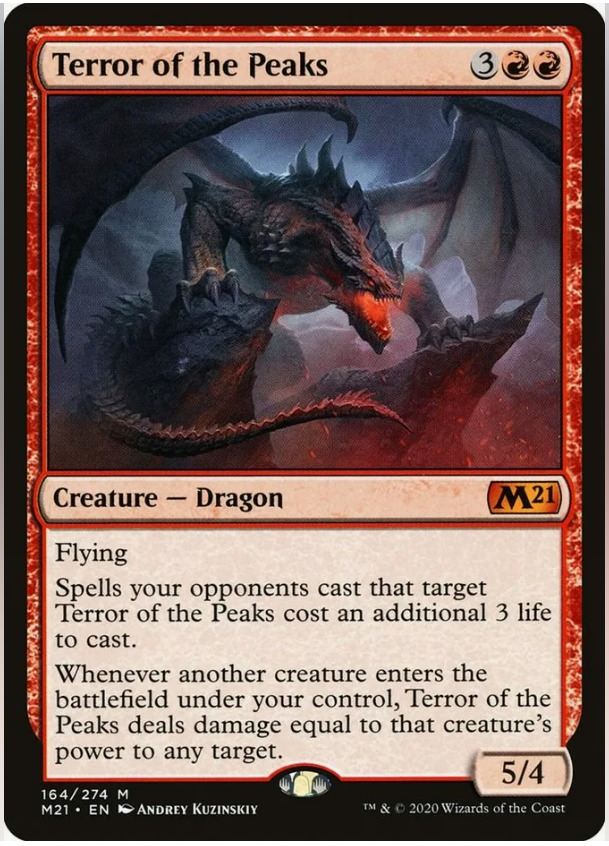 Terror of the Peaks 3
Creature — Dragon M21
Flying
Spells your opponents cast that target
Terror of the Peaks cost an additional 3 life
to cast.
Whenever another creature enters the
battlefield under your control, Terror of the
Peaks deals damage equal to that creature's
power to any target.
5/4
164/274 M
M21 • EN Andrey Kuzinskiy ™ & © 2020 Wizards of the Coast